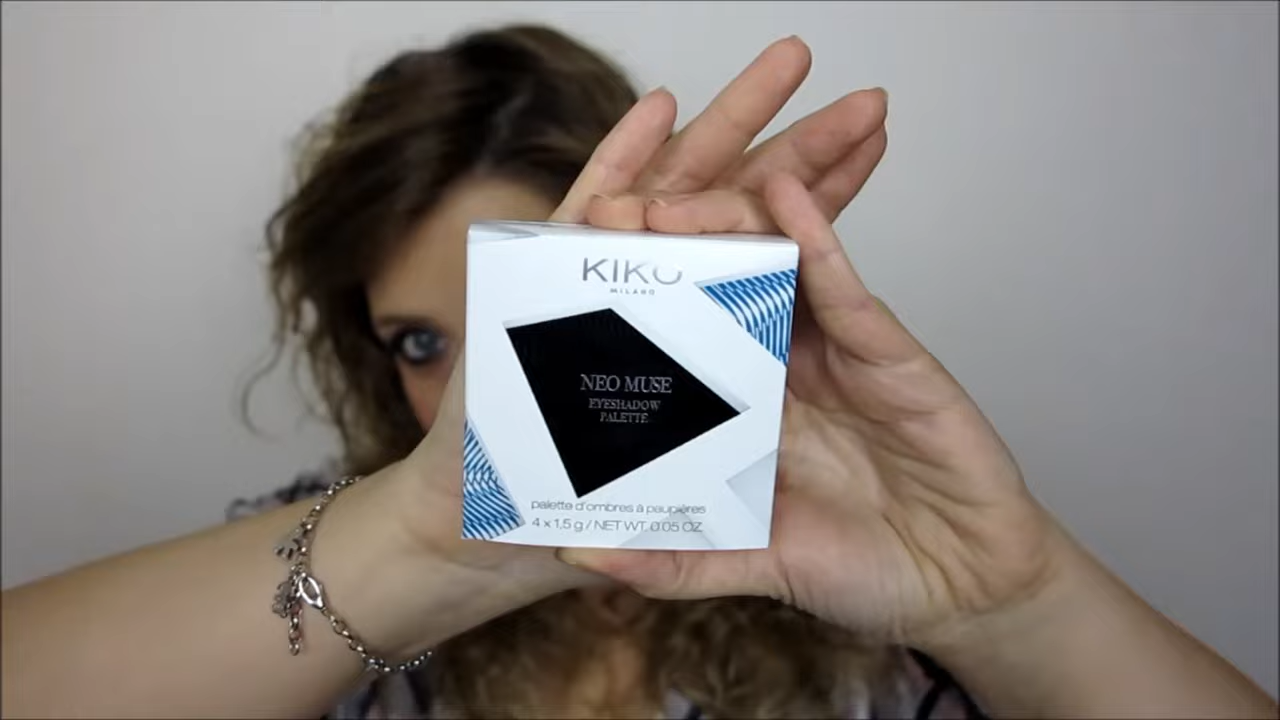 KIKO
MILANO
NEO MUSE
EYESHADOW
PALETTE
palette d'ombres à paupières
4 x 1,5 g / NET WT. 0.05 OZ.